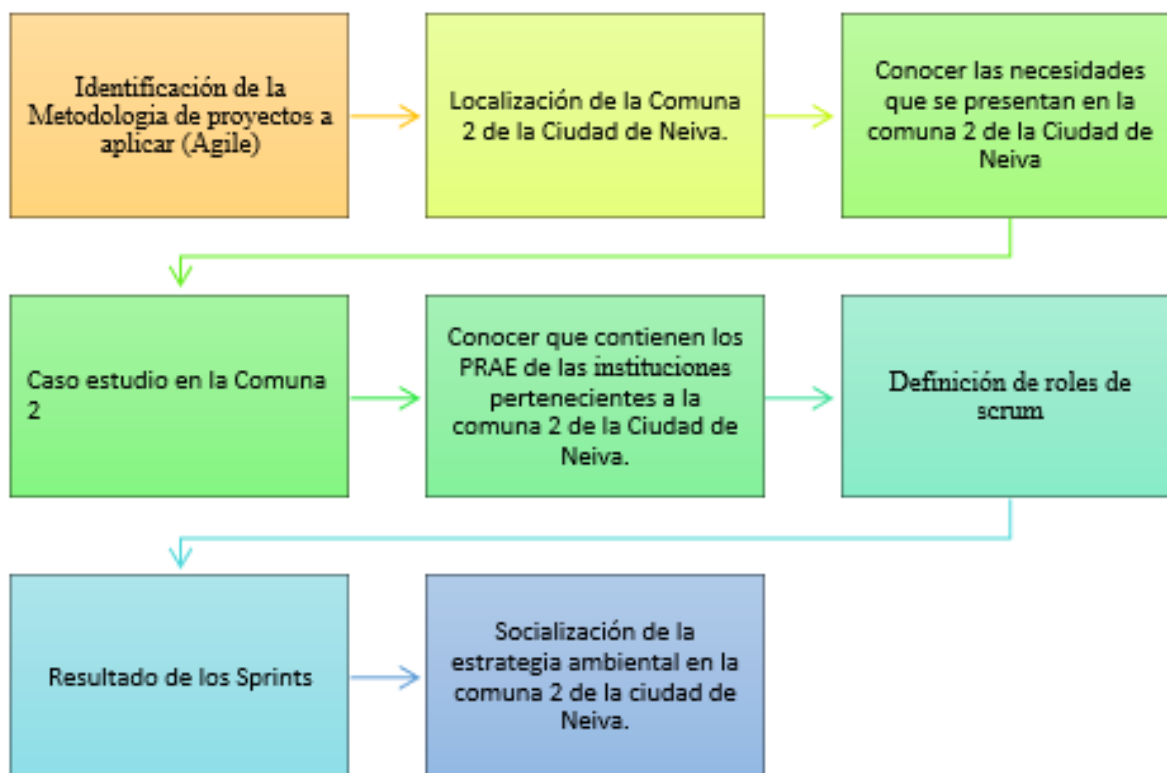 Identificación de la
Metodologia de proyectos a
aplicar (Agile)
Localización de la Comuna
2 de la Ciudad de Neiva.
Conocer las necesidades
que se presentan en la
comuna 2 de la Ciudad de
Neiva
Caso estudio en la Comuna
2
Conocer que contienen los
PRAE de las instituciones
pertenecientes a la
comuna 2 de la Ciudad de
Neiva.
Definición de roles de
scrum
Resultado de los Sprints
Socialización de la
estrategia ambiental en la
comuna 2 de la ciudad de
Neiva.